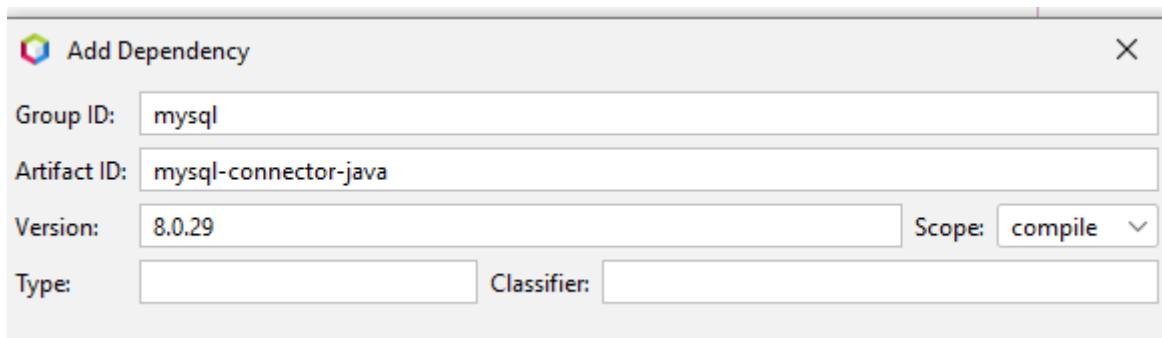 Add Dependency
Group ID: mysql
Artifact ID: mysql-connector-java
Version: 8.0.29 Scope: compile
Type: Classifier: